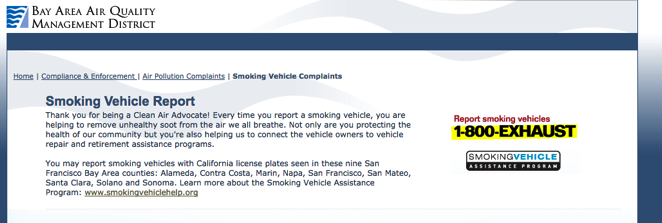 BAY AREA AIR QUALITY
MANAGEMENT DISTRICT
Home | Compliance & Enforcement | Air Pollution Complaints | Smoking Vehicle Complaints
Smoking Vehicle Report
Thank you for being a Clean Air Advocate! Every time you report a smoking vehicle, you are
helping to remove unhealthy soot from the air we all breathe. Not only are you protecting the
health of our community but you're also helping us to connect the vehicle owners to vehicle
repair and retirement assistance programs.
You may report smoking vehicles with California license plates seen in these nine San
Francisco Bay Area counties: Alameda, Contra Costa, Marin, Napa, San Francisco, San Mateo,
Santa Clara, Solano and Sonoma. Learn more about the Smoking Vehicle Assistance
Program: www.smokingvehiclehelp.org
Report smoking vehicles
1-800-EXHAUST
SMOKINGVEHICLE
ASSISTANCE PROGRAM